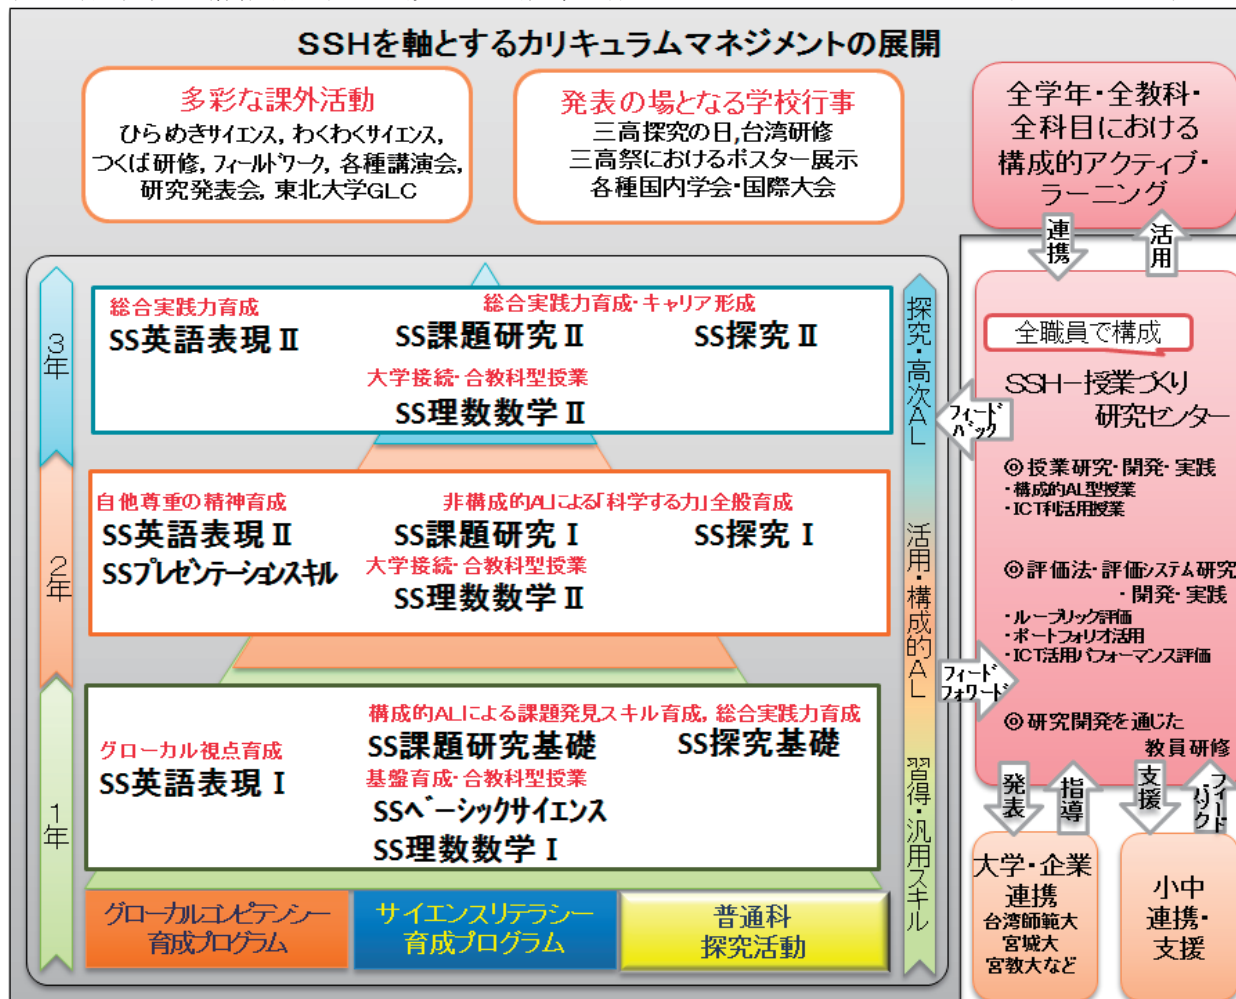 SSHを軸とするカリキュラムマネジメントの展開
多彩な課外活動
ひらめきサイエンス, わくわくサイエンス,
つくば研修, フィールドワーク, 各種講演会,
研究発表会, 東北大学GLC
発表の場となる学校行事
三高探究の日,台湾研修
三高祭におけるポスター展示
各種国内学会・国際大会
全学年・全教科・
全科目における
構成的アクティブ・
ラーニング
連携
活用
3年
総合実践力育成
SS英語表現Ⅱ
総合実践力育成・キャリア形成
SS課題研究Ⅱ
SS探究Ⅱ
大学接続・合教科型授業
SS理数数学Ⅱ
2年
自他尊重の精神育成
SS英語表現Ⅱ
SSプレゼンテーションスキル
非構成的ALによる「科学する力」全般育成
SS課題研究Ⅰ
SS探究Ⅰ
大学接続・合教科型授業
SS理数数学Ⅱ
1年
グローカル視点育成
SS英語表現Ⅰ
構成的ALによる課題発見スキル育成, 総合実践力育成
SS課題研究基礎
SS探究基礎
基盤育成・合教科型授業
SSベーシックサイエンス
SS理数数学Ⅰ
グローカルコンピテンシー
育成プログラム
サイエンスリテラシー
育成プログラム
普通科
探究活動
探究・高次AL
活用・構成的AL
習得・汎用スキル
フィード
バック
フィード
フォワード
全職員で構成
SSH－授業づくり
研究センター
◎授業研究・開発・実践
・構成的AL型授業
・ICT利活用授業
◎評価法・評価システム研究
・開発・実践
・ルーブリック評価
・ポートフォリオ活用
・ICT活用パフォーマンス評価
◎研究開発を通じた
教員研修
発表
指導
支援
フィード
バック
大学・企業
連携
台湾師範大
宮城大
宮教大など
小中
連携・
支援